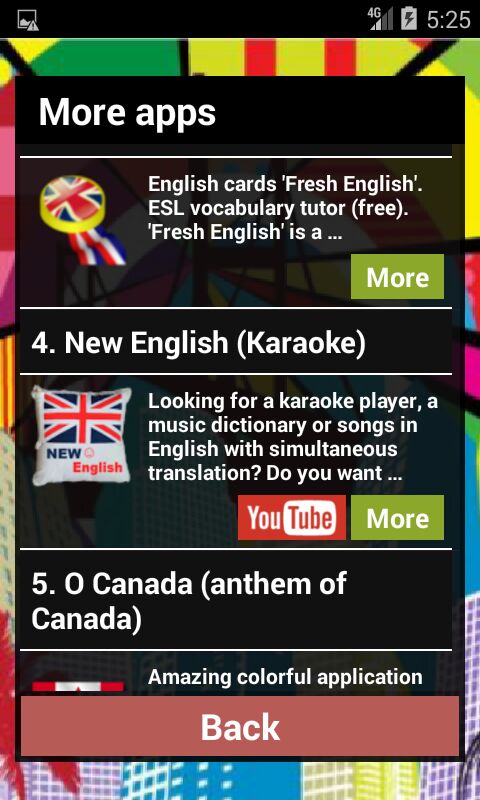 4G 5:25
More apps
English cards 'Fresh English'.
ESL vocabulary tutor (free).
'Fresh English' is a ...
More
4. New English (Karaoke)
Looking for a karaoke player, a
music dictionary or songs in
English with simultaneous
translation? Do you want ...
NEW
English
YouTube More
5. O Canada (anthem of
Canada)
Amazing colorful application
Back